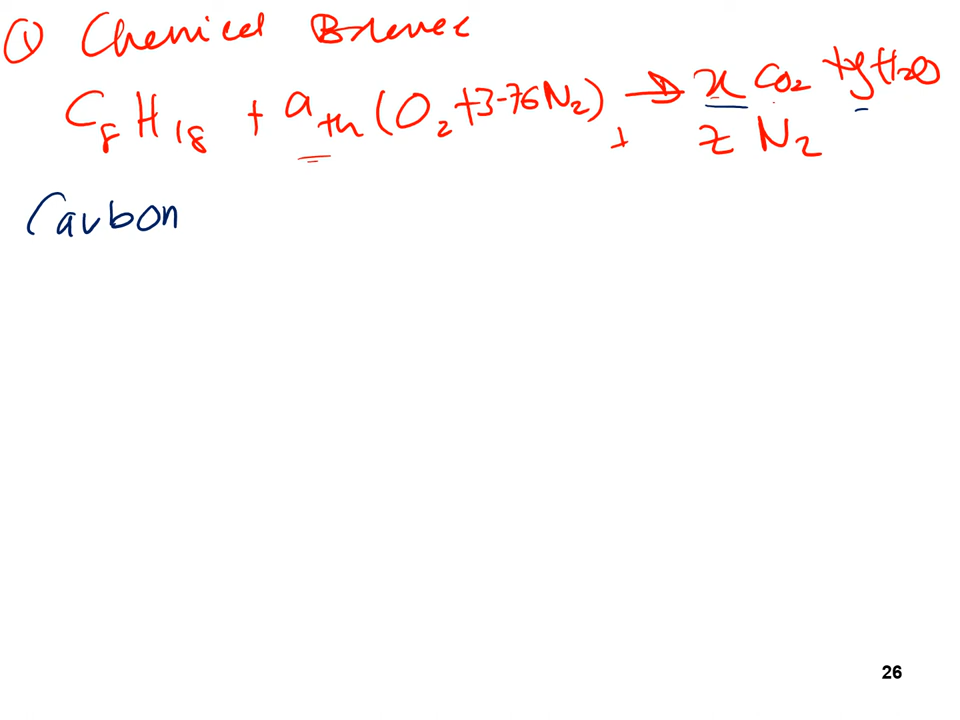 ① Chemical Balance
C₈H₁₈ + aₜₕ (O₂ + 3.76 N₂) → x CO₂ + y H₂O
+ z N₂
Carbon
26